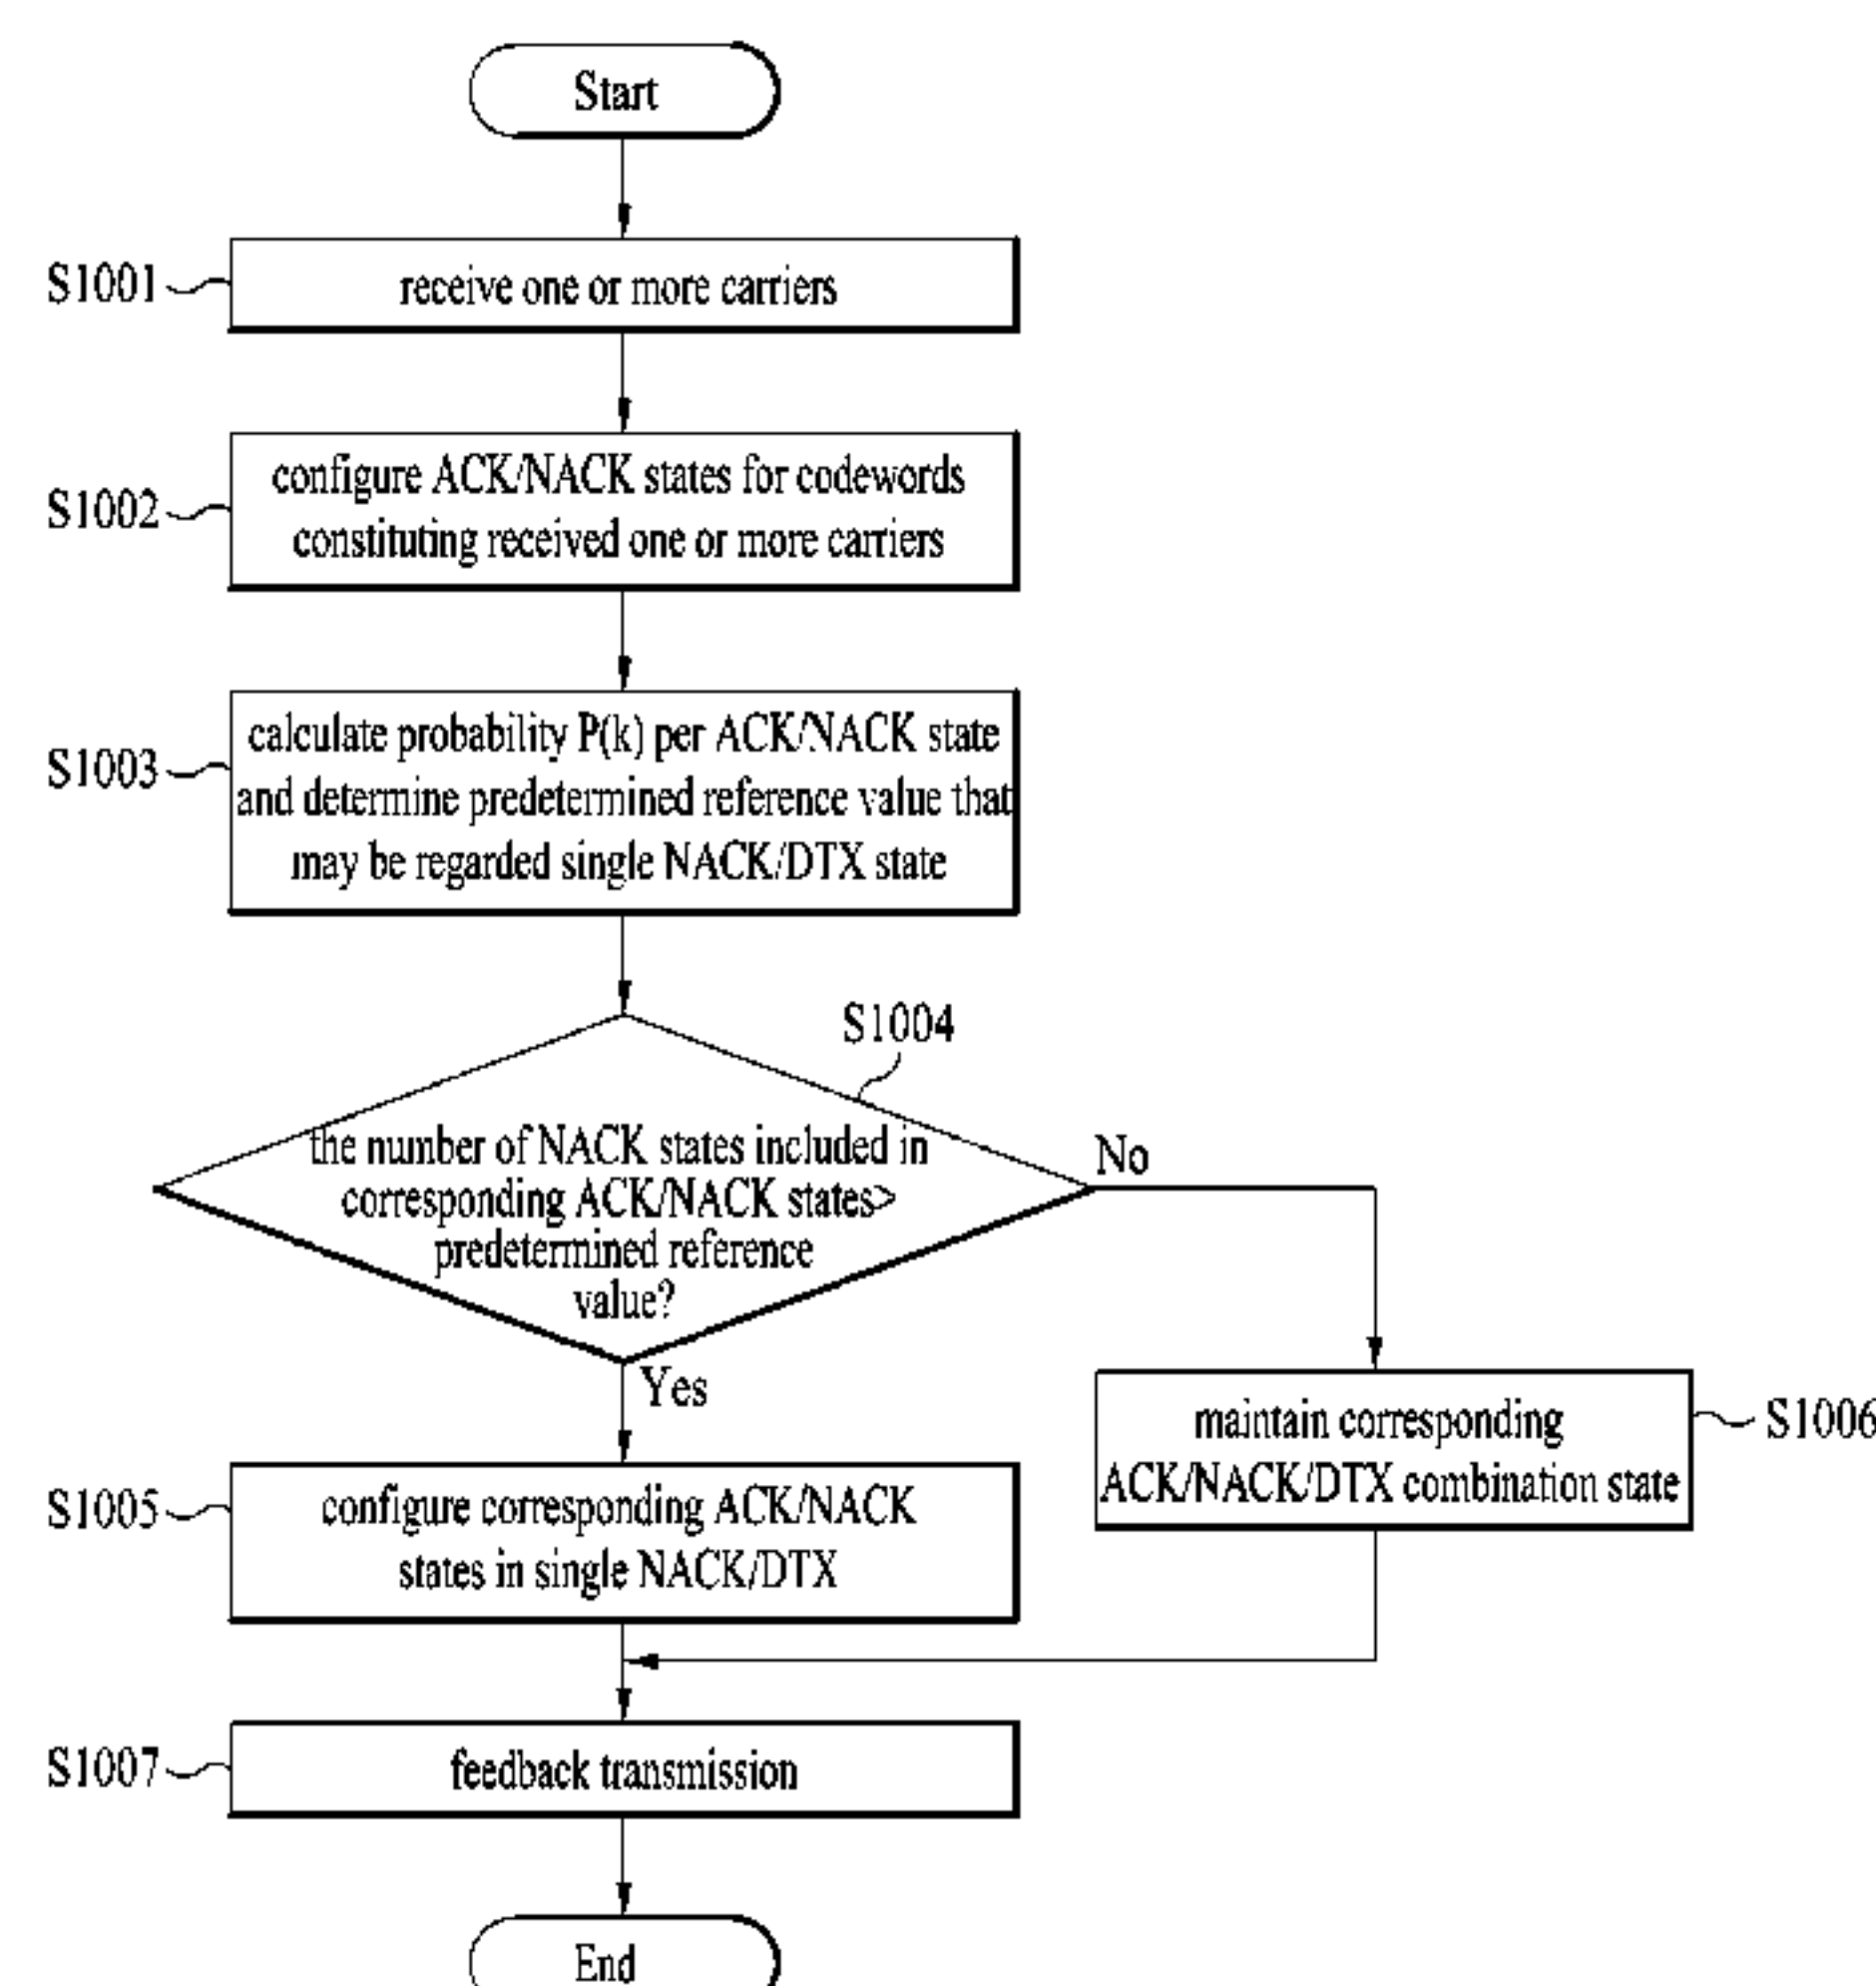 Start
S1001
receive one or more carriers
S1002
configure ACK/NACK states for codewords
constituting received one or more carriers
S1003
calculate probability P(k) per ACK/NACK state
and determine predetermined reference value that
may be regarded single NACK/DTX state
S1004
the number of NACK states included in
corresponding ACK/NACK states>
predetermined reference
value?
No
Yes
maintain corresponding
ACK/NACK/DTX combination state
S1006
S1005
configure corresponding ACK/NACK
states in single NACK/DTX
S1007
feedback transmission
End